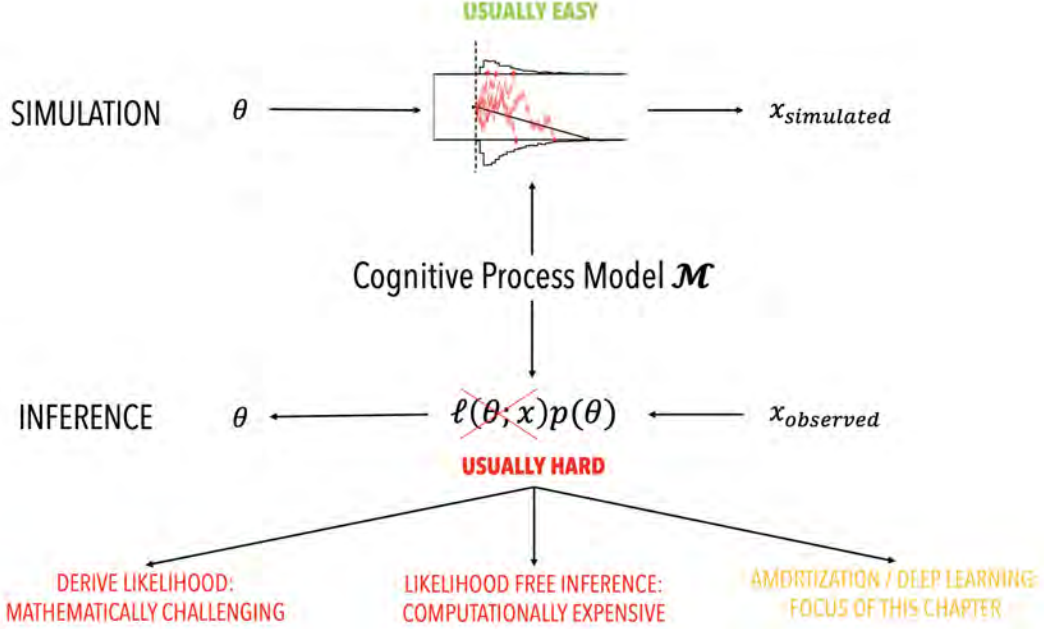 USUALLY EASY
SIMULATION θ x_simulated
Cognitive Process Model 𝓜
INFERENCE θ ℓ(θ; x)p(θ) x_observed
USUALLY HARD
DERIVE LIKELIHOOD:
MATHEMATICALLY CHALLENGING
LIKELIHOOD FREE INFERENCE:
COMPUTATIONALLY EXPENSIVE
AMORTIZATION / DEEP LEARNING:
FOCUS OF THIS CHAPTER